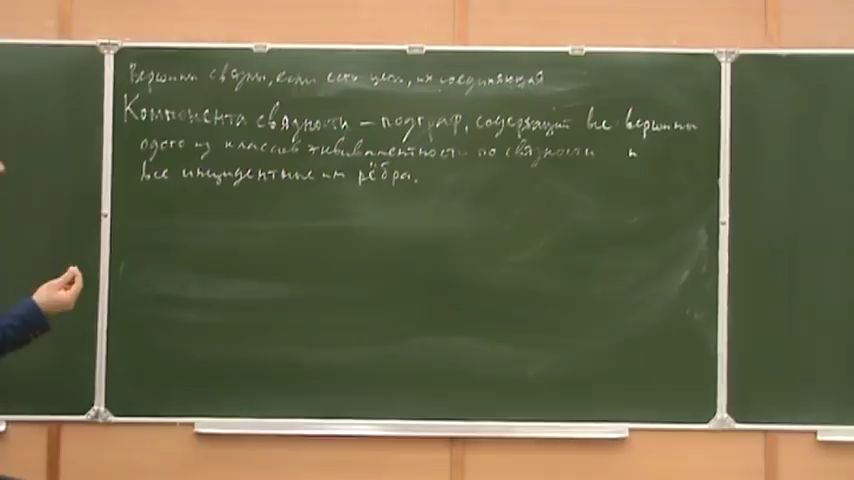 Вершины связны, если есть цепь, их соединяющая
Компонента связности – подграф, содержащий все вершины
одного из классов эквивалентности по связности и
все инцидентные им рёбра.